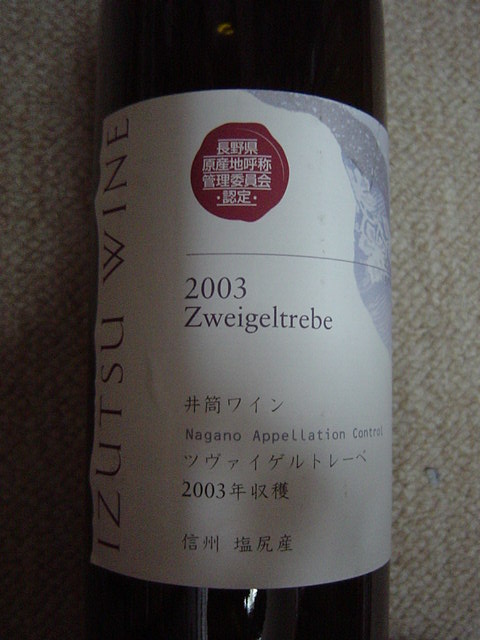 IZUTSU WINE
長野県
原産地呼称
管理委員会
・認定・
2003
Zweigeltrebe
井筒ワイン
Nagano Appellation Control
ツヴァイゲルトレーベ
2003年収穫
信州 塩尻産